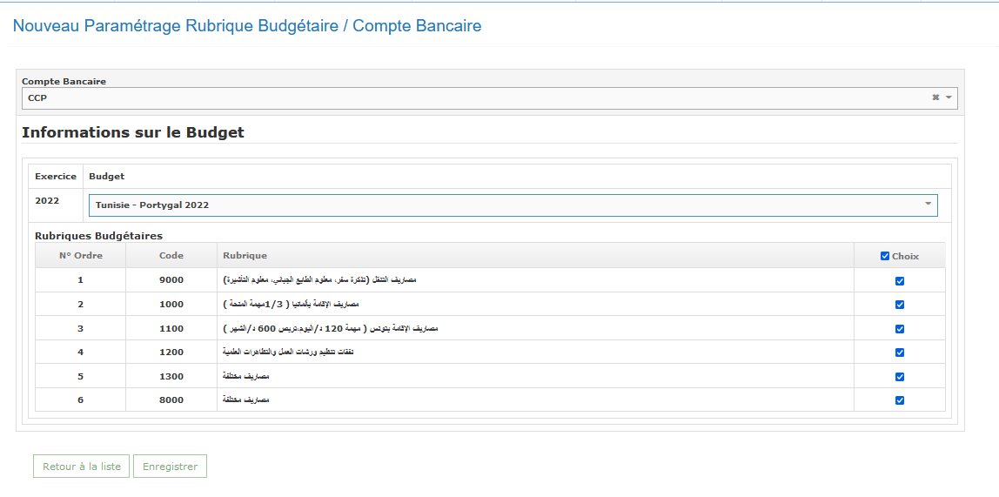 Nouveau Paramétrage Rubrique Budgétaire / Compte Bancaire
Compte Bancaire
CCP
Informations sur le Budget
Exercice Budget
2022 Tunisie - Portygal 2022
Rubriques Budgétaires
N° Ordre Code Rubrique Choix
1 9000 مصاريف التنقل (تذكرة سفر، معلوم الطابع الجبائي، معلوم التأشيرة)
2 1000 مصاريف الإقامة بألمانيا ( 1/3مهمة المنحة )
3 1100 مصاريف الإقامة بتونس ( مهمة 120 د/اليوم،تربص 600 د/الشهر )
4 1200 نفقات تنظيم ورشات العمل والتظاهرات العلمية
5 1300 مصاريف مختلفة
6 8000 مصاريف مختلفة
Retour à la liste Enregistrer